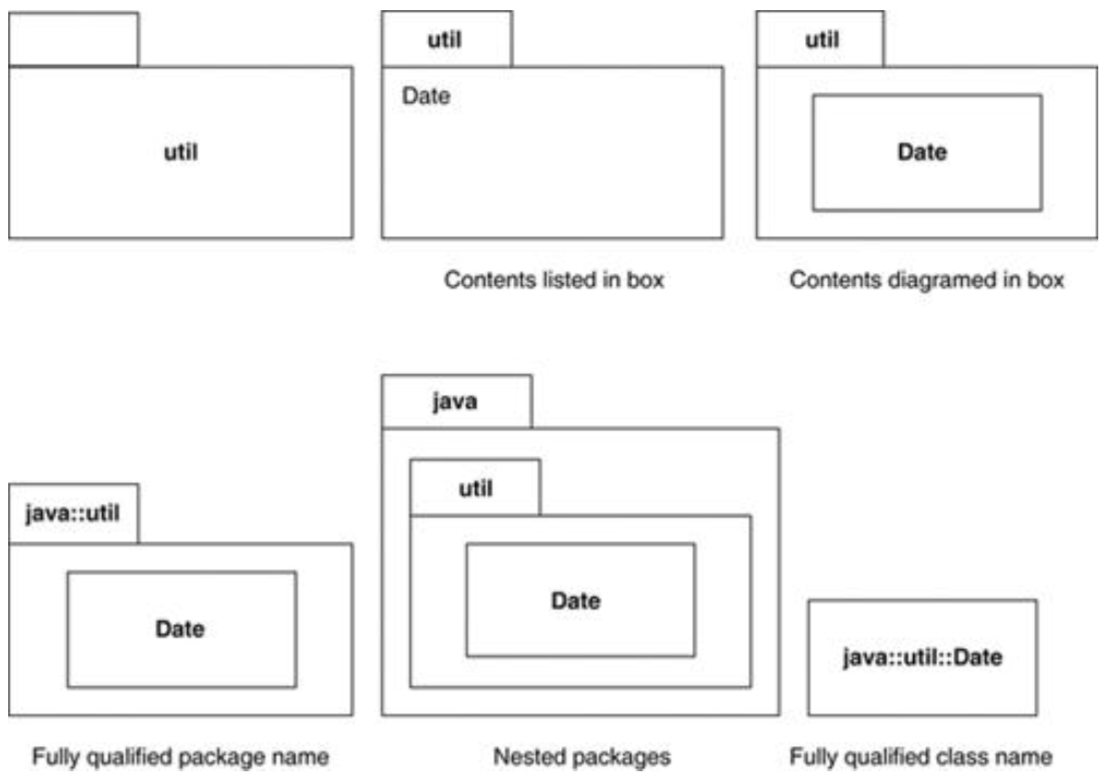 util
util
Date
util
Date
Contents listed in box
Contents diagramed in box
java::util
Date
Fully qualified package name
java
util
Date
Nested packages
java::util::Date
Fully qualified class name